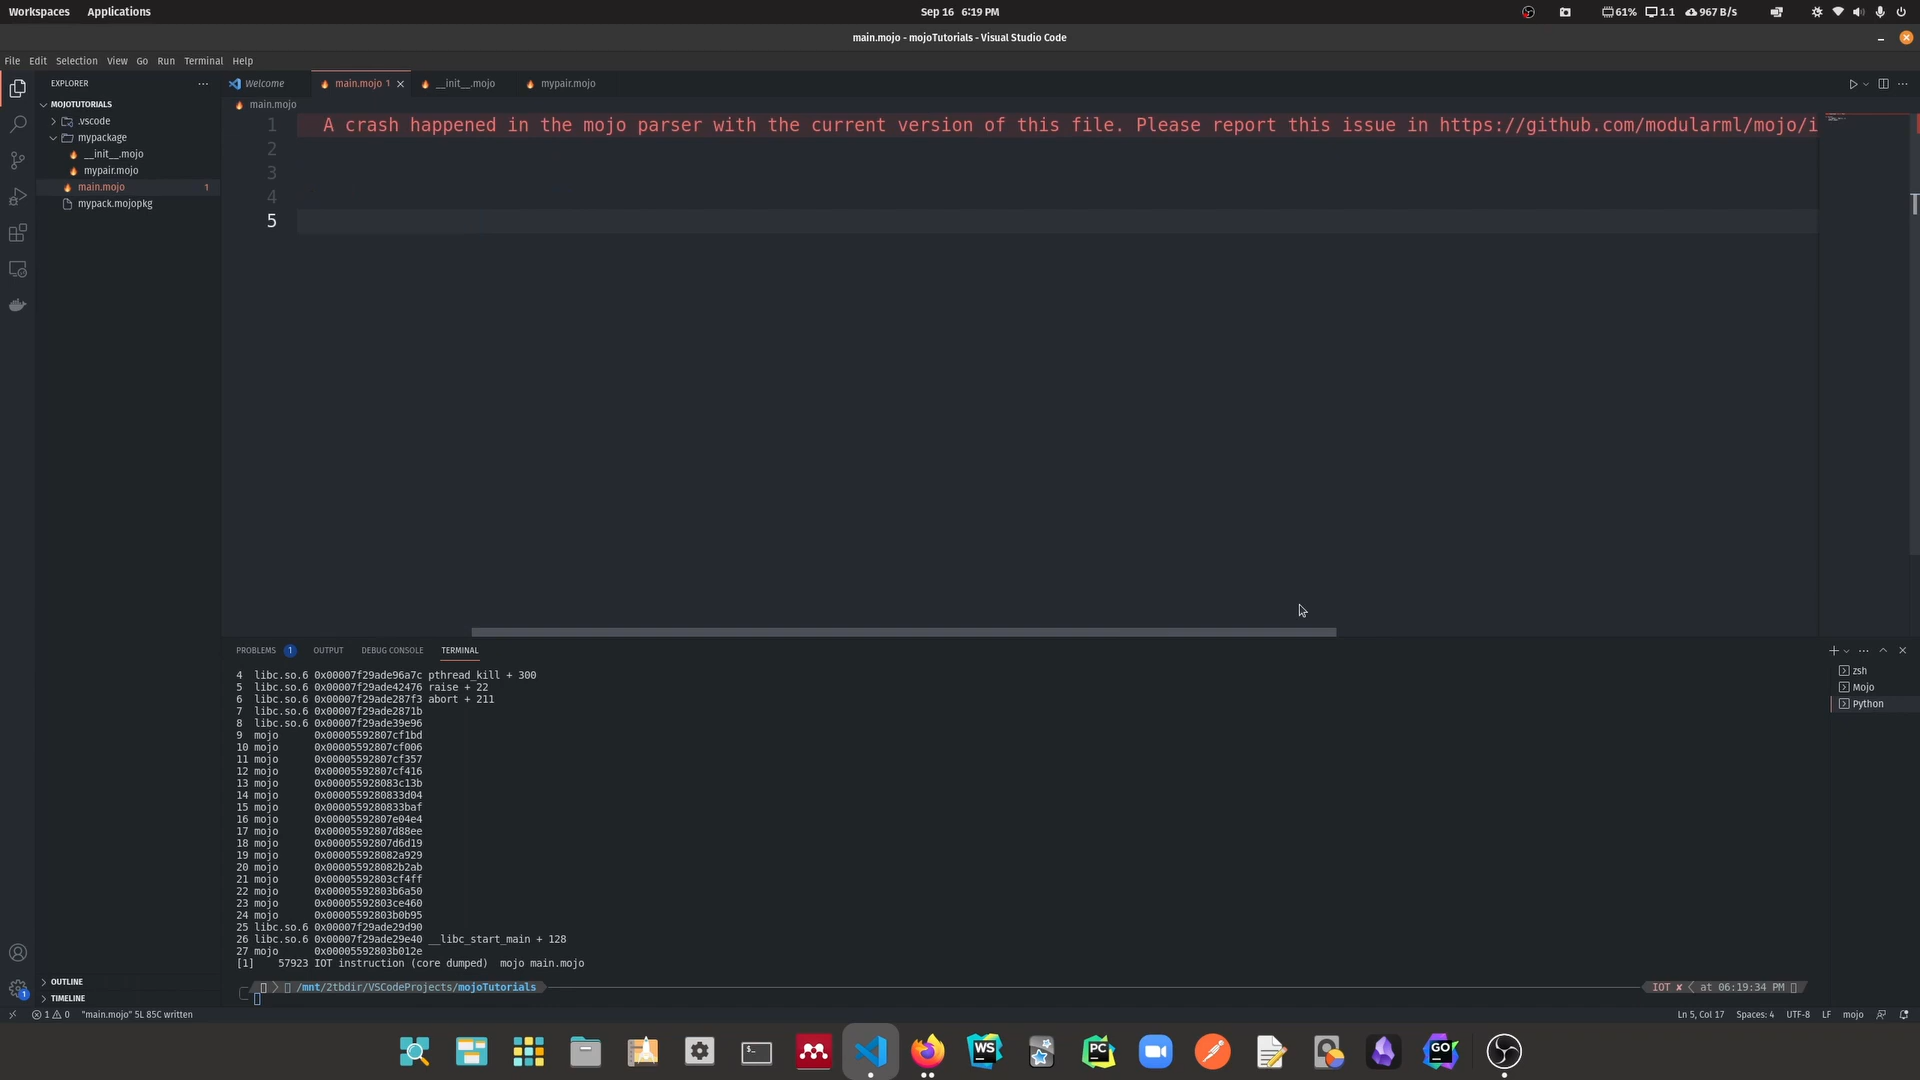 Workspaces Applications Sep 16 6:19 PM 61% 1.1 967 B/s
main.mojo - mojoTutorials - Visual Studio Code
File Edit Selection View Go Run Terminal Help
EXPLORER
Welcome main.mojo 1 __init__.mojo mypair.mojo
MOJOTUTORIALS
main.mojo
.vscode
mypackage
__init__.mojo
mypair.mojo
main.mojo 1
mypack.mojopkg
1 A crash happened in the mojo parser with the current version of this file. Please report this issue in https://github.com/modularml/mojo/i
2
3
4
5
PROBLEMS 1 OUTPUT DEBUG CONSOLE TERMINAL
4 libc.so.6 0x00007f29ade96a7c pthread_kill + 300
5 libc.so.6 0x00007f29ade42476 raise + 22
6 libc.so.6 0x00007f29ade287f3 abort + 211
7 libc.so.6 0x00007f29ade2871b
8 libc.so.6 0x00007f29ade39e96
9 mojo 0x00005592807cf1bd
10 mojo 0x00005592807cf006
11 mojo 0x00005592807cf357
12 mojo 0x00005592807cf416
13 mojo 0x000055928083c13b
14 mojo 0x0000559280833d04
15 mojo 0x0000559280833baf
16 mojo 0x00005592807e04e4
17 mojo 0x00005592807d88ee
18 mojo 0x00005592807d6d19
19 mojo 0x000055928082a929
20 mojo 0x000055928082b2ab
21 mojo 0x00005592803cf4ff
22 mojo 0x00005592803b6a50
23 mojo 0x00005592803ce460
24 mojo 0x00005592803b0b95
25 libc.so.6 0x00007f29ade29d90
26 libc.so.6 0x00007f29ade29e40 __libc_start_main + 128
27 mojo 0x00005592803b012e
[1] 57923 IOT instruction (core dumped) mojo main.mojo
/mnt/2tbdir/VSCodeProjects/mojoTutorials IOT ✘ at 06:19:34 PM
zsh
Mojo
Python
OUTLINE
TIMELINE
1
1 0 "main.mojo" 5L 85C written Ln 5, Col 17 Spaces: 4 UTF-8 LF mojo
WS
PC
GO